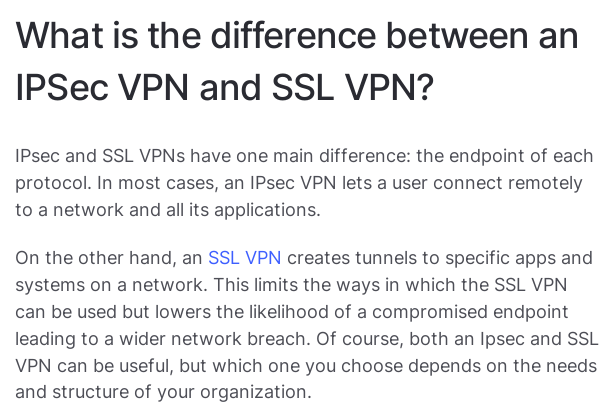 What is the difference between an
IPSec VPN and SSL VPN?
IPsec and SSL VPNs have one main difference: the endpoint of each
protocol. In most cases, an IPsec VPN lets a user connect remotely
to a network and all its applications.
On the other hand, an SSL VPN creates tunnels to specific apps and
systems on a network. This limits the ways in which the SSL VPN
can be used but lowers the likelihood of a compromised endpoint
leading to a wider network breach. Of course, both an Ipsec and SSL
VPN can be useful, but which one you choose depends on the needs
and structure of your organization.